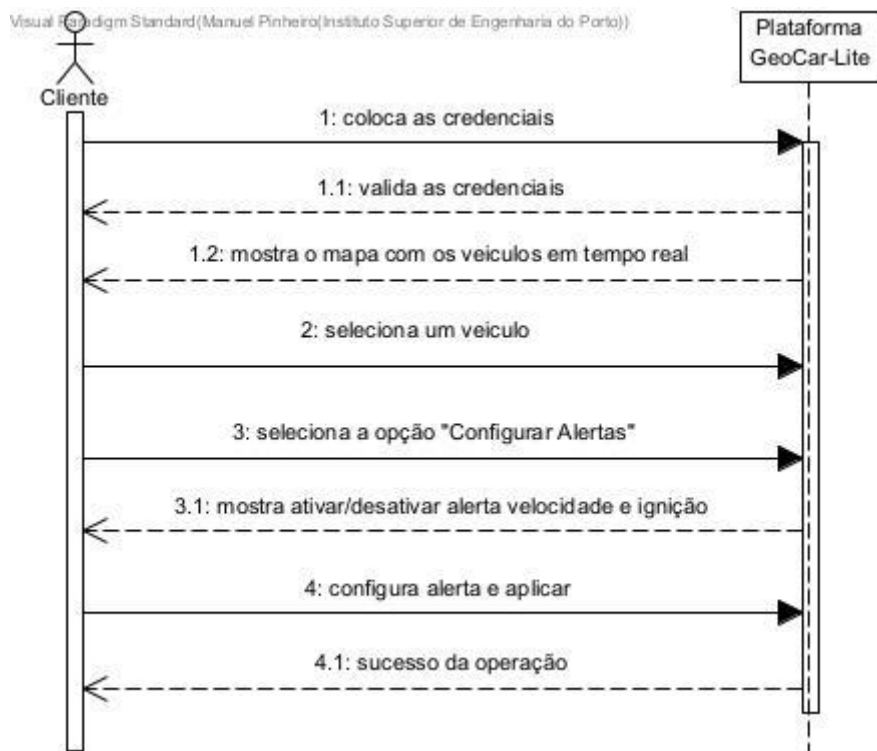 Visual Paradigm Standard(Manuel Pinheiro(Instituto Superior de Engenharia do Porto))
Plataforma
GeoCar-Lite
Cliente
1: coloca as credenciais
1.1: valida as credenciais
1.2: mostra o mapa com os veiculos em tempo real
2: seleciona um veiculo
3: seleciona a opção "Configurar Alertas"
3.1: mostra ativar/desativar alerta velocidade e ignição
4: configura alerta e aplicar
4.1: sucesso da operação